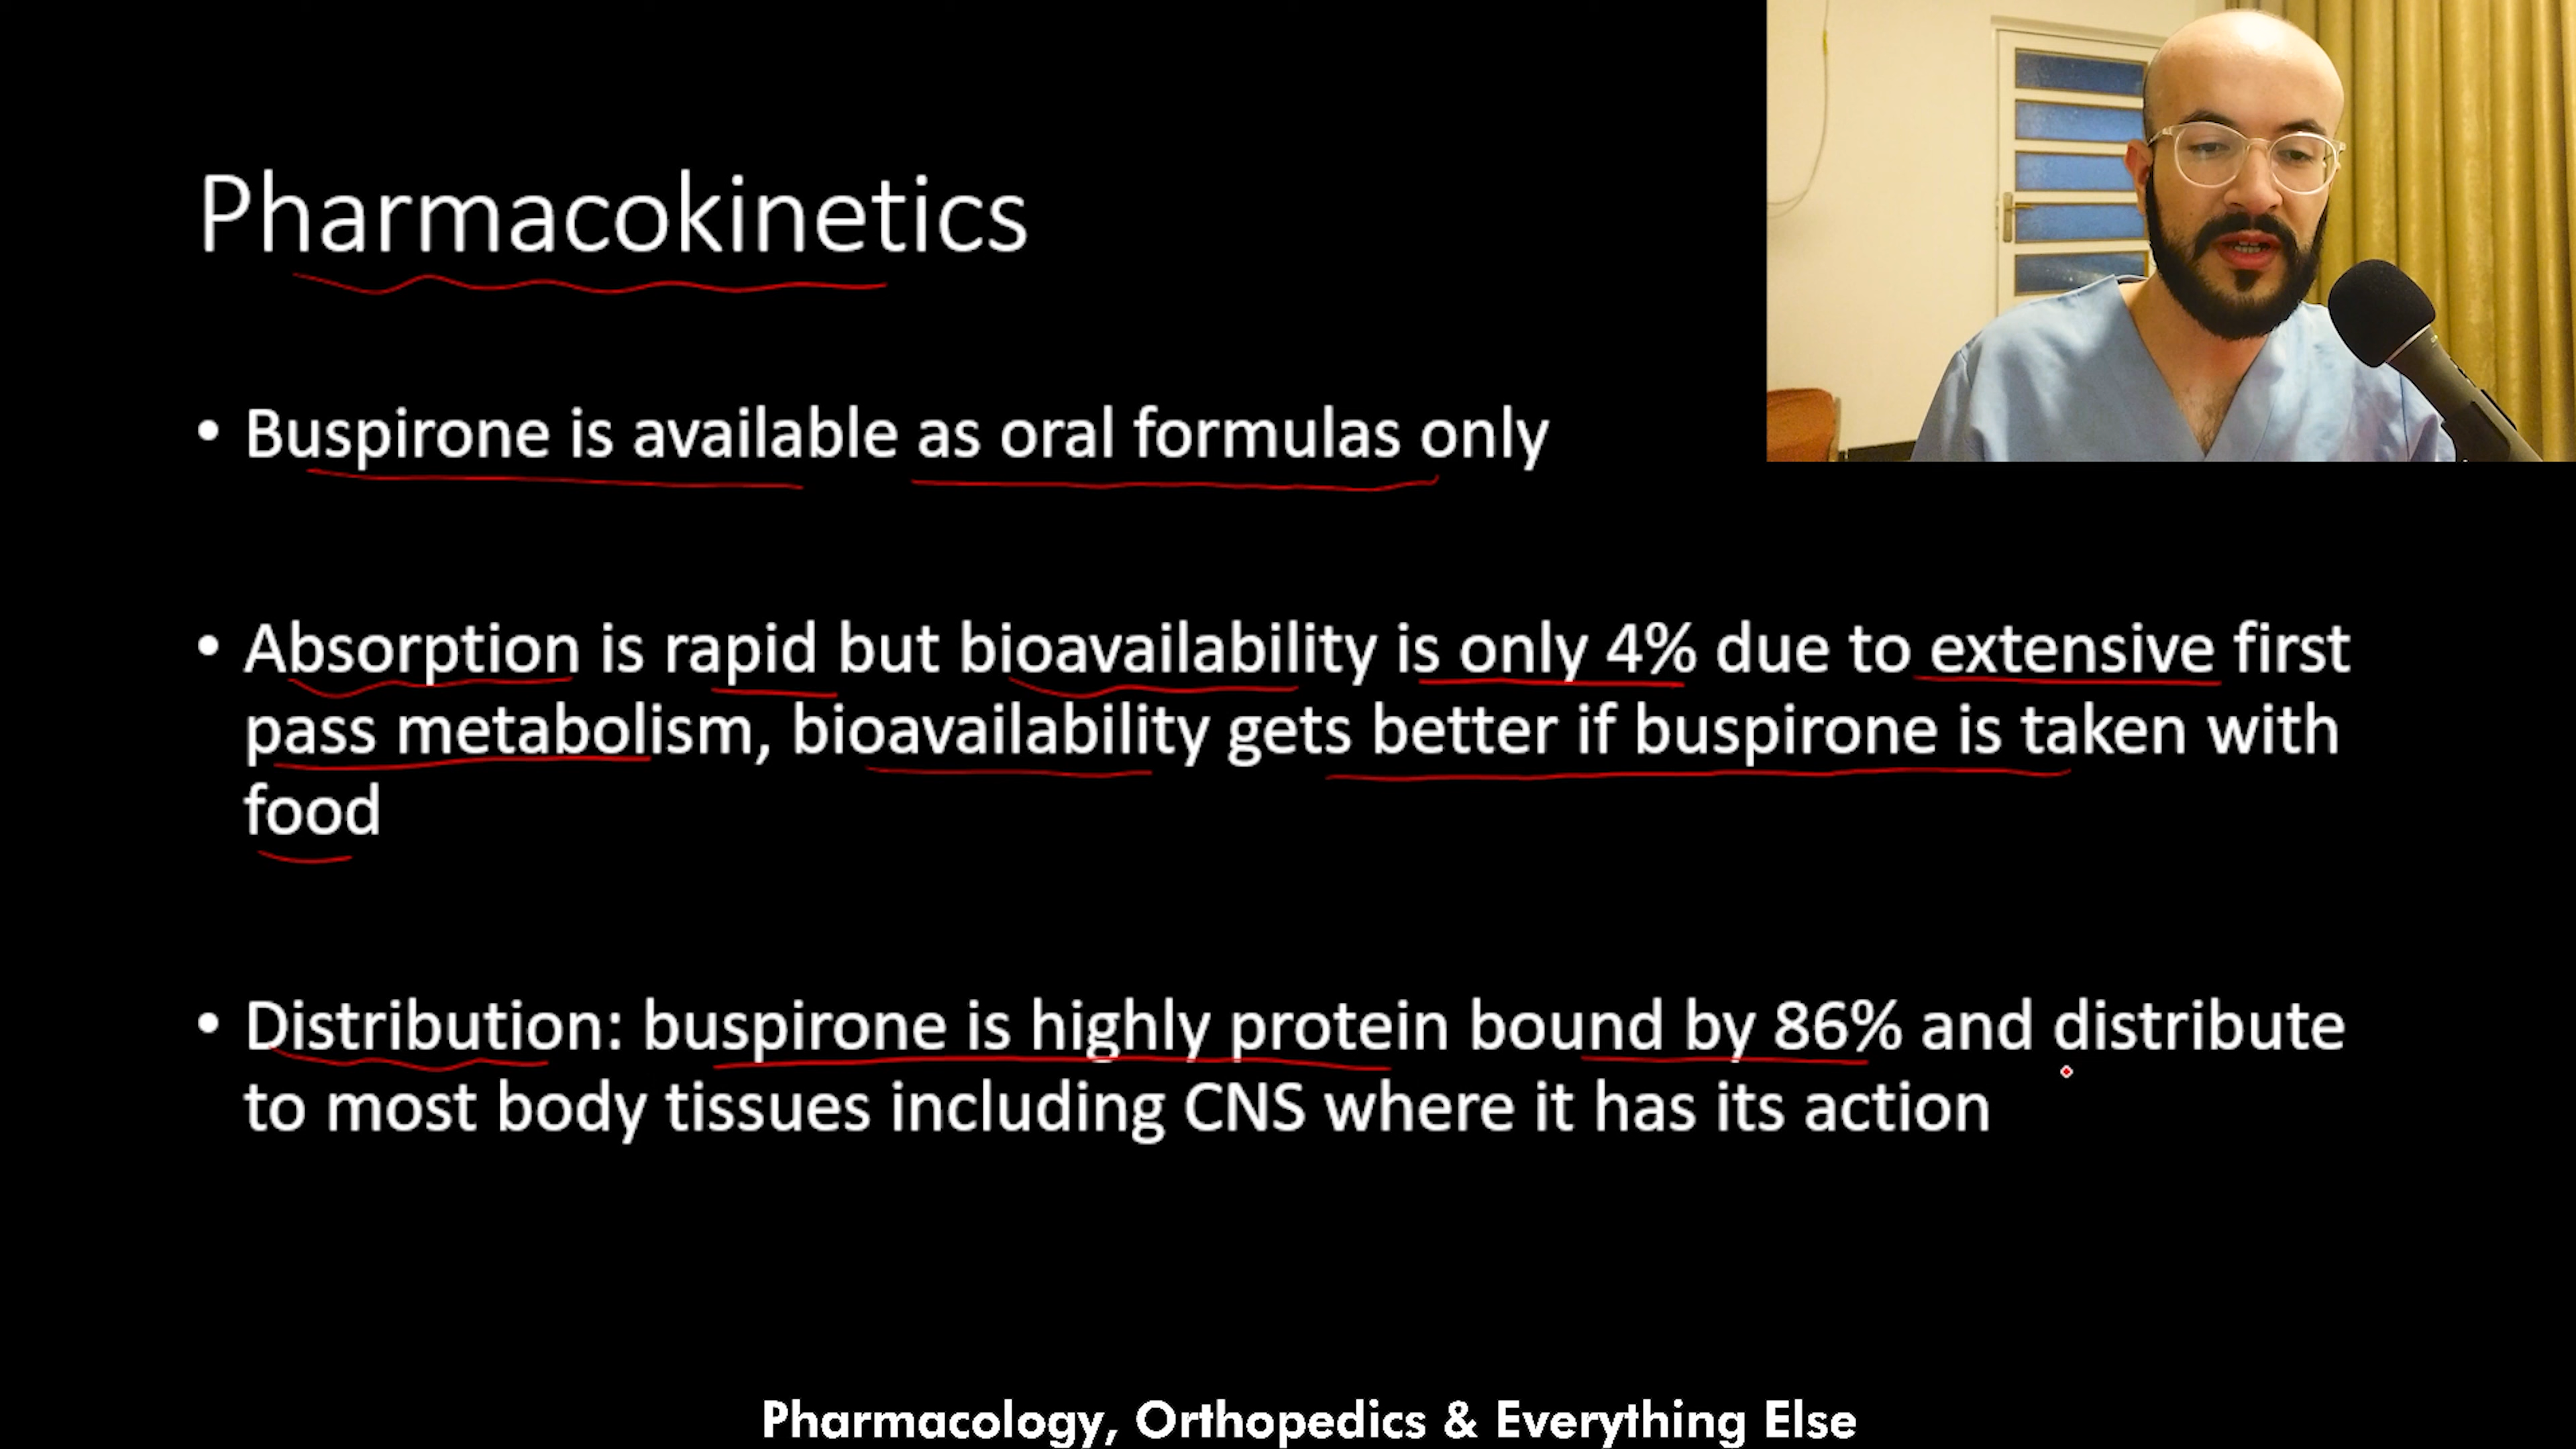 Pharmacokinetics
• Buspirone is available as oral formulas only
• Absorption is rapid but bioavailability is only 4% due to extensive first
pass metabolism, bioavailability gets better if buspirone is taken with
food
• Distribution: buspirone is highly protein bound by 86% and distribute
to most body tissues including CNS where it has its action
Pharmacology, Orthopedics & Everything Else